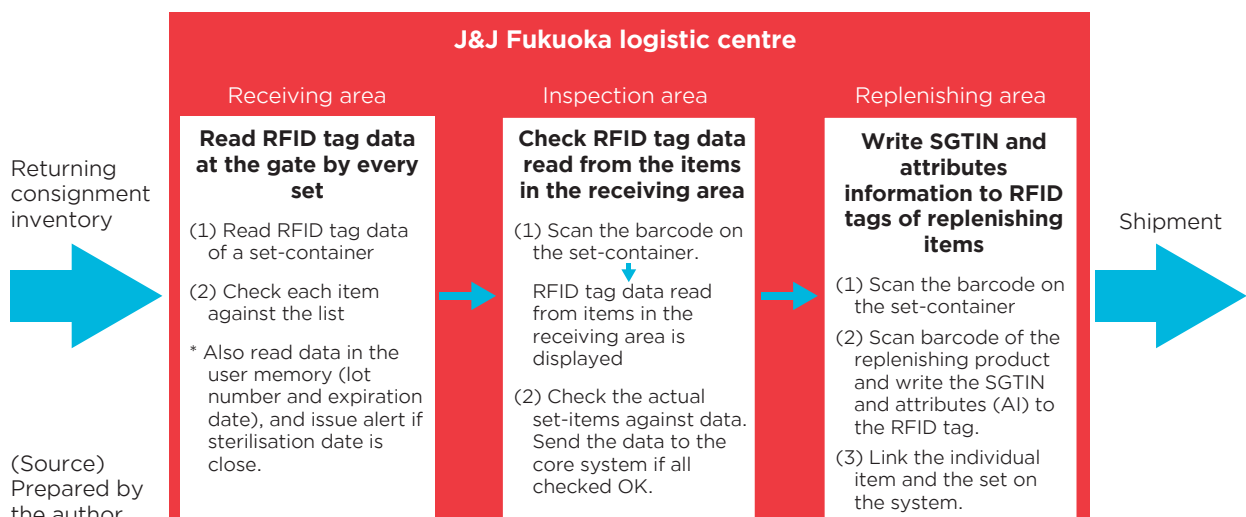 J&J Fukuoka logistic centre
Returning
consignment
inventory
Receiving area
Read RFID tag data
at the gate by every
set
(1) Read RFID tag data
of a set-container
(2) Check each item
against the list
* Also read data in the
user memory (lot
number and expiration
date), and issue alert if
sterilisation date is
close.
Inspection area
Check RFID tag data
read from the items
in the receiving area
(1) Scan the barcode on
the set-container.
RFID tag data read
from items in the
receiving area is
displayed
(2) Check the actual
set-items against data.
Send the data to the
core system if all
checked OK.
Replenishing area
Write SGTIN and
attributes
information to RFID
tags of replenishing
items
(1) Scan the barcode on
the set-container
(2) Scan barcode of the
replenishing product
and write the SGTIN
and attributes (AI) to
the RFID tag.
(3) Link the individual
item and the set on
the system.
Shipment
(Source)
Prepared by
the author